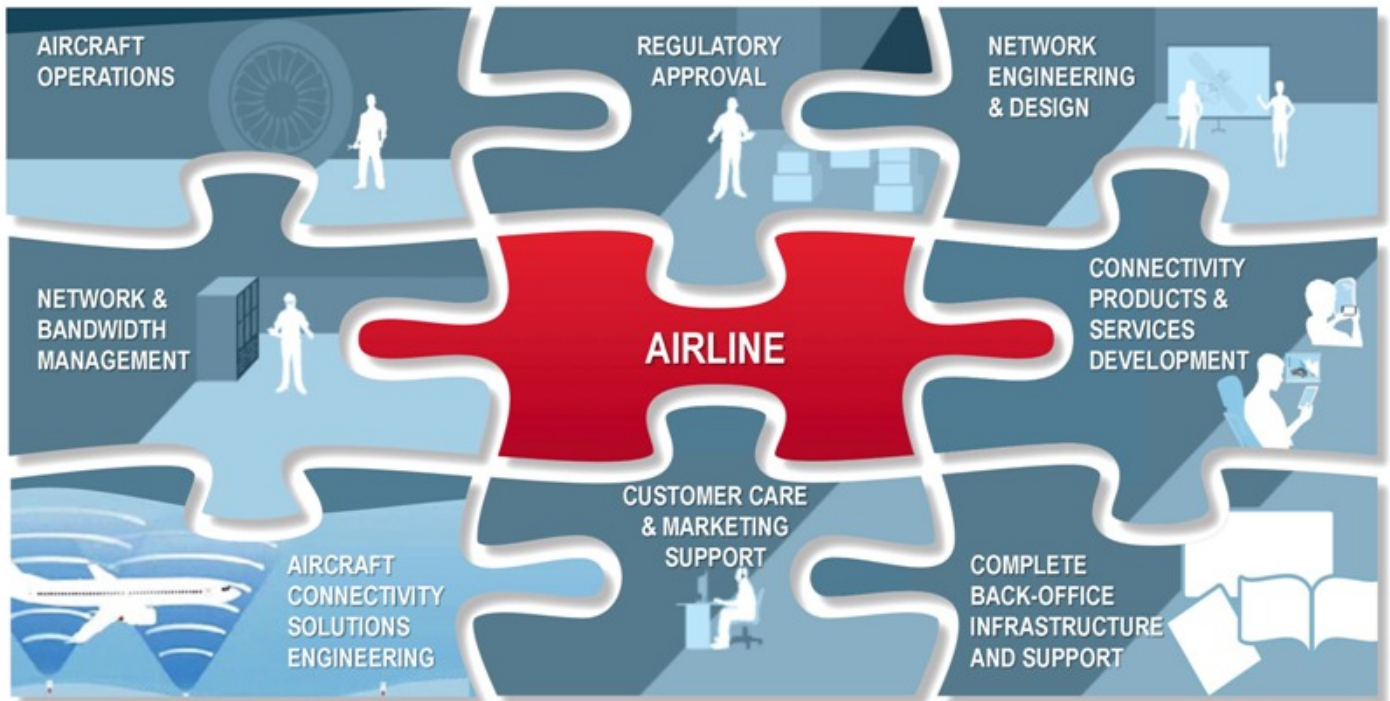 AIRCRAFT
OPERATIONS
REGULATORY
APPROVAL
NETWORK
ENGINEERING
& DESIGN
NETWORK &
BANDWIDTH
MANAGEMENT
AIRLINE
CONNECTIVITY
PRODUCTS &
SERVICES
DEVELOPMENT
AIRCRAFT
CONNECTIVITY
SOLUTIONS
ENGINEERING
CUSTOMER CARE
& MARKETING
SUPPORT
COMPLETE
BACK-OFFICE
INFRASTRUCTURE
AND SUPPORT